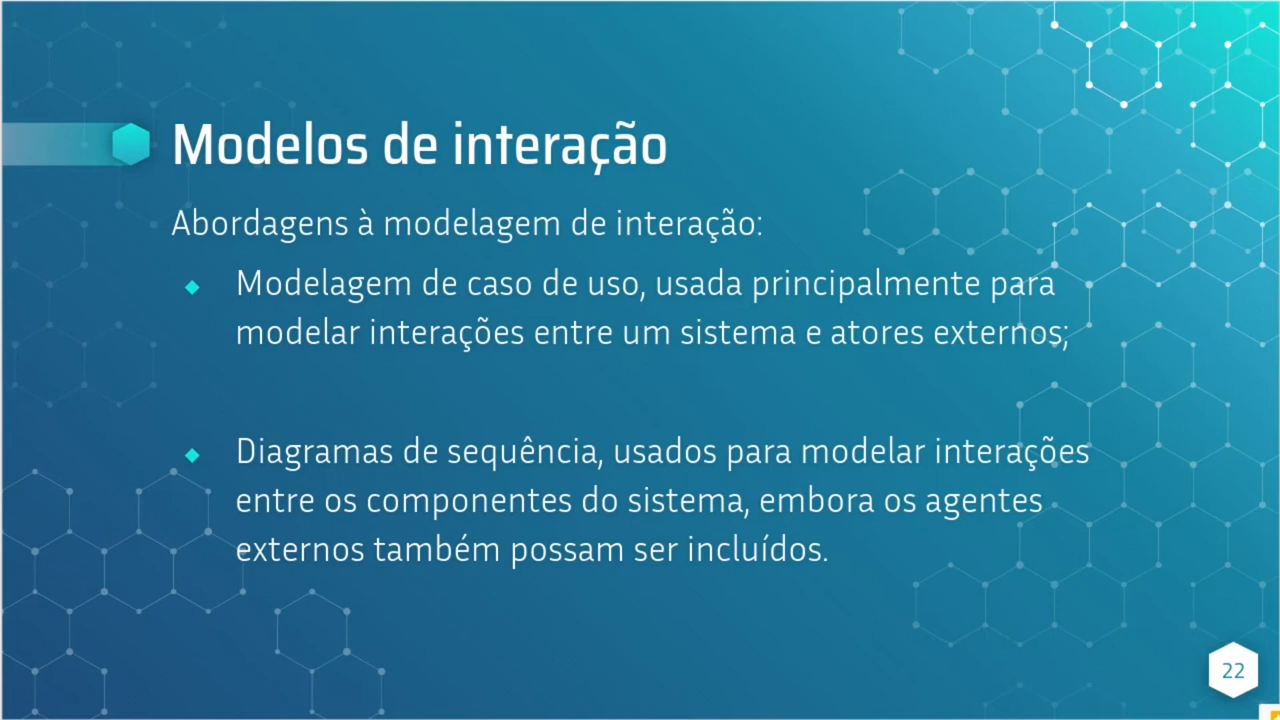 Modelos de interação
Abordagens à modelagem de interação:
Modelagem de caso de uso, usada principalmente para
modelar interações entre um sistema e atores externos;
Diagramas de sequência, usados para modelar interações
entre os componentes do sistema, embora os agentes
externos também possam ser incluídos.
22